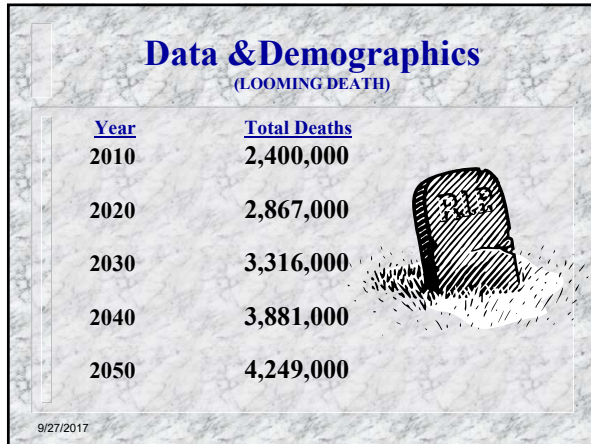 Data &Demographics
(LOOMING DEATH)
Year Total Deaths
2010 2,400,000
2020 2,867,000
2030 3,316,000
2040 3,881,000
2050 4,249,000
RIP
9/27/2017